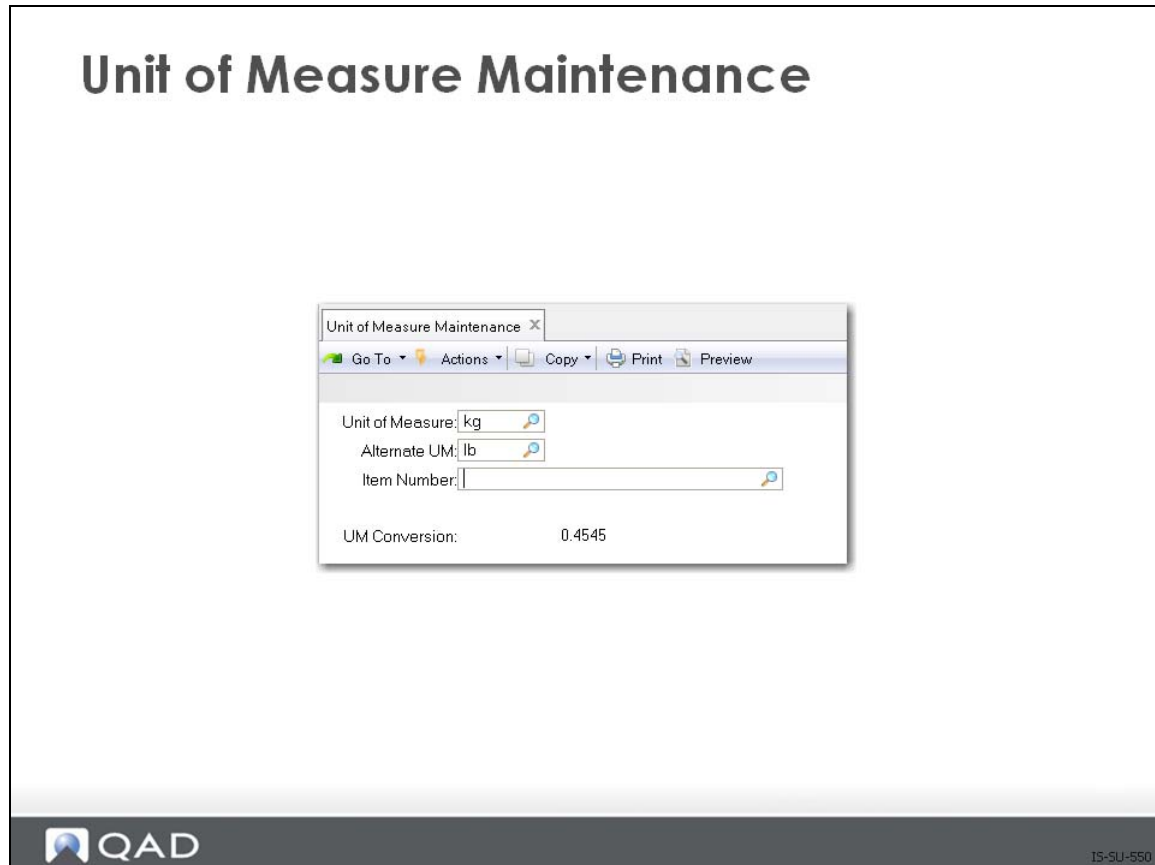 Unit of Measure Maintenance
Unit of Measure Maintenance X
Go To Actions Copy Print Preview
Unit of Measure: kg
Alternate UM: lb
Item Number:
UM Conversion: 0.4545
QAD
IS-SU-550